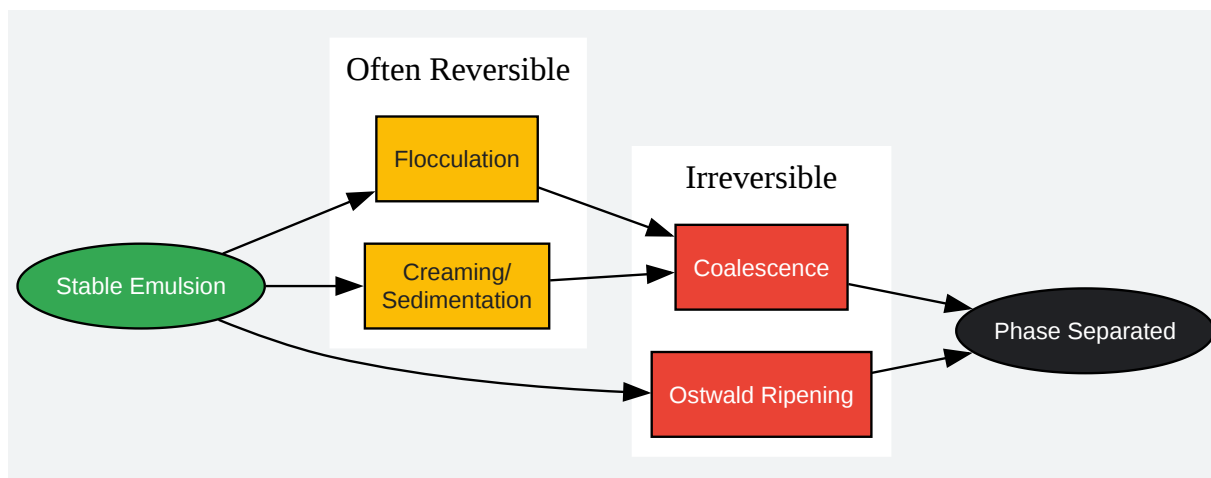 Often Reversible
Flocculation
Creaming/
Sedimentation
Stable Emulsion
Irreversible
Coalescence
Ostwald Ripening
Phase Separated